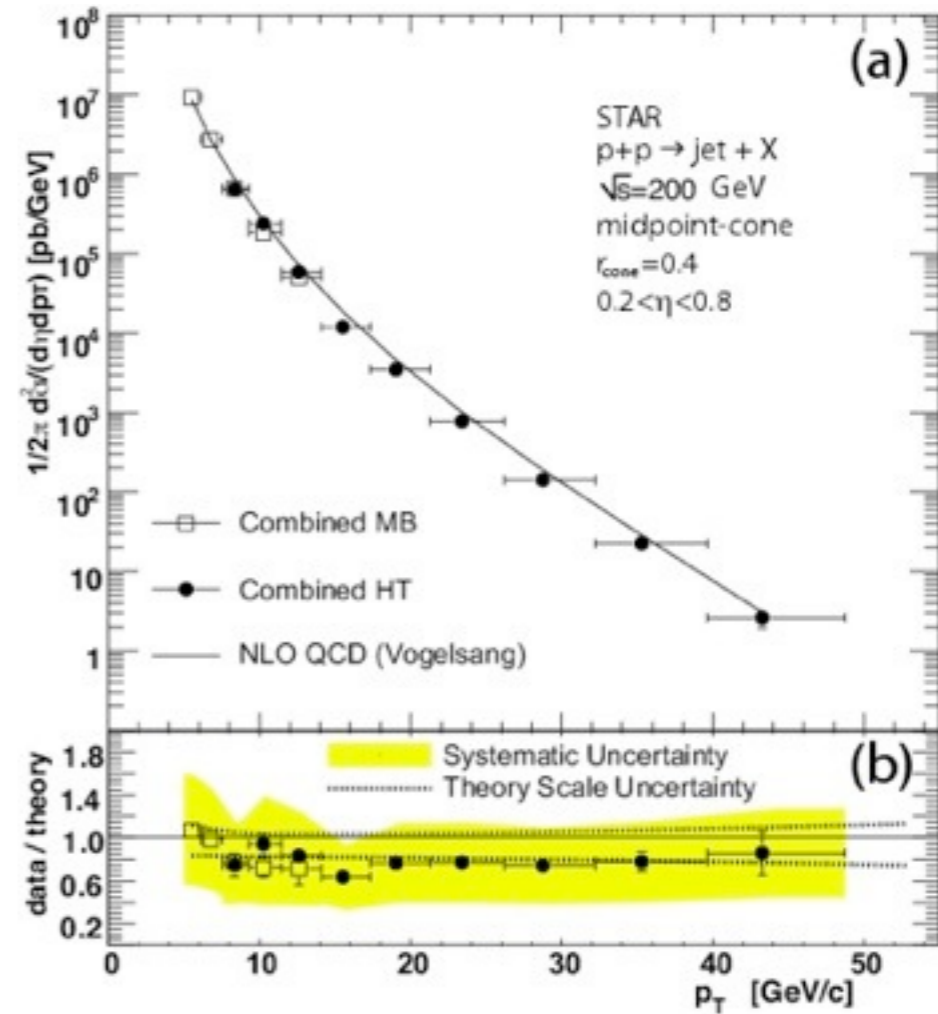 10⁸
10⁷
10⁶
10⁵
10⁴
10³
10²
10
1
1/2π d²σ/(dηdpT) [pb/GeV]
(a)
STAR
p+p → jet + X
√s=200 GeV
midpoint-cone
rcone=0.4
0.2<η<0.8
Combined MB
Combined HT
NLO QCD (Vogelsang)
(b)
Systematic Uncertainty
Theory Scale Uncertainty
1.8
1.4
1.0
0.6
0.2
data / theory
0 10 20 30 40 50
pT [GeV/c]